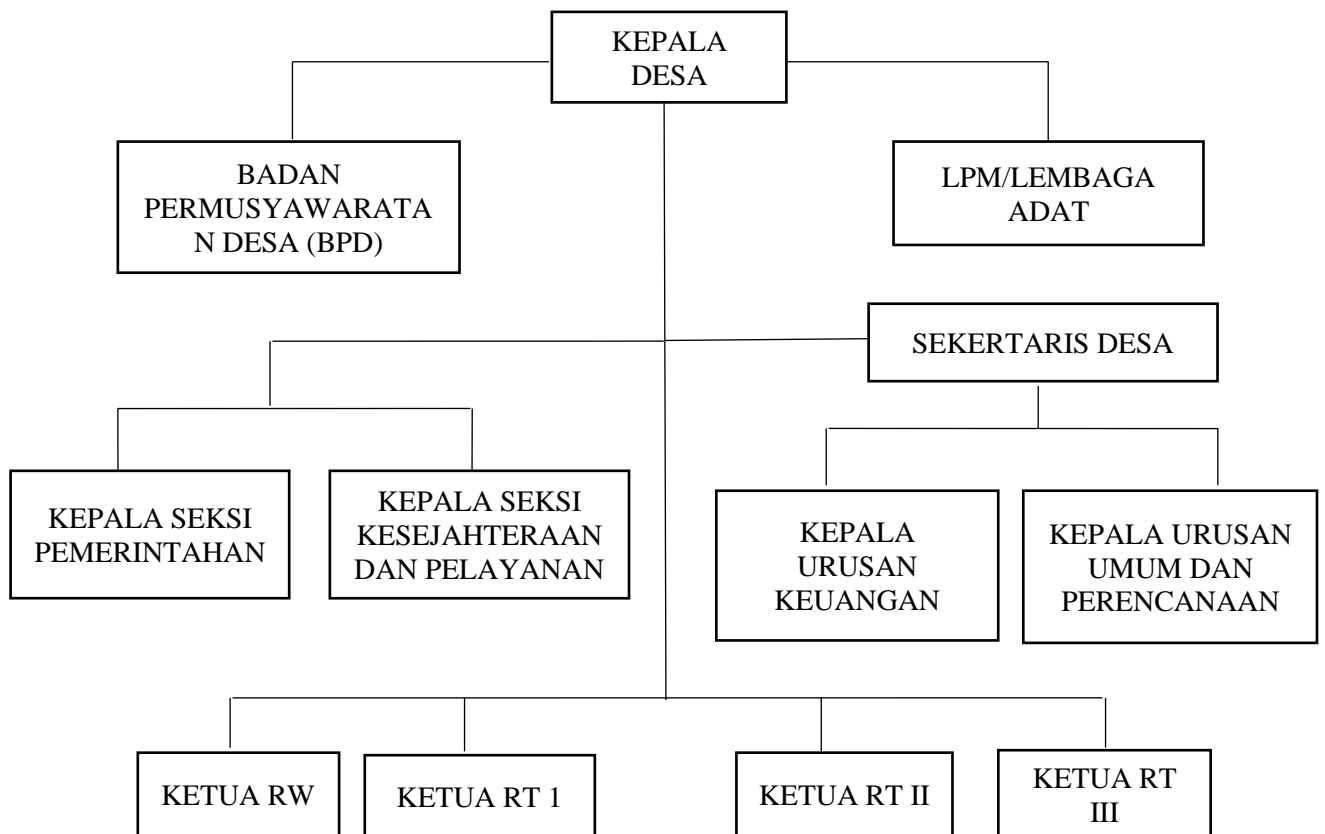 KEPALA
DESA
BADAN
PERMUSYAWARATA
N DESA (BPD)
LPM/LEMBAGA
ADAT
SEKERTARIS DESA
KEPALA SEKSI
PEMERINTAHAN
KEPALA SEKSI
KESEJAHTERAAN
DAN PELAYANAN
KEPALA
URUSAN
KEUANGAN
KEPALA URUSAN
UMUM DAN
PERENCANAAN
KETUA RW
KETUA RT 1
KETUA RT II
KETUA RT
III